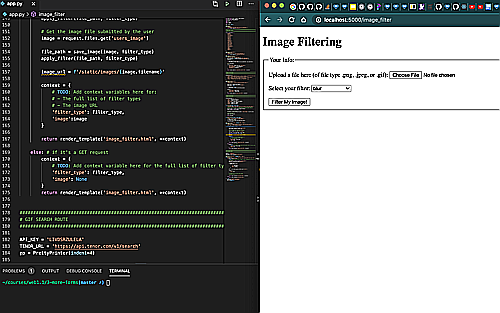 app.py
app.py > image_filter
150 apply_filter(file_path, filter_type)
151
152 # Get the image file submitted by the user
153 image = request.files.get('users_image')
154
155 file_path = save_image(image, filter_type)
156 apply_filter(file_path, filter_type)
157
158 image_url = f'/static/images/{image.filename}'
159
160 context = {
161 # TODO: Add context variables here for:
162 # - The full list of filter types
163 # - The image URL
164 'filter_type': filter_type,
165 'image':image
166 }
167
168 return render_template('image_filter.html', **context)
169
170 else: # if it's a GET request
171 context = {
172 # TODO: Add context variable here for the full list of filter ty
173 'filter_type': filter_type,
174 'image': None
175 }
176 return render_template('image_filter.html', **context)
177
178
179 ################################################################################
180 # GIF SEARCH ROUTE
181 ################################################################################
182
183 TENOR_URL = 'https://api.tenor.com/v1/search'
184 pp = PrettyPrinter(indent=4)
185
PROBLEMS 1 OUTPUT DEBUG CONSOLE TERMINAL
~/courses/web1.1/3-more-forms(master ✗)
localhost:5000/image_filter
Image Filtering
Your Info:
Upload a file here (of file type .png, .jpeg, or .gif): Choose File No file chosen
Select your filter: blur
Filter My Image!